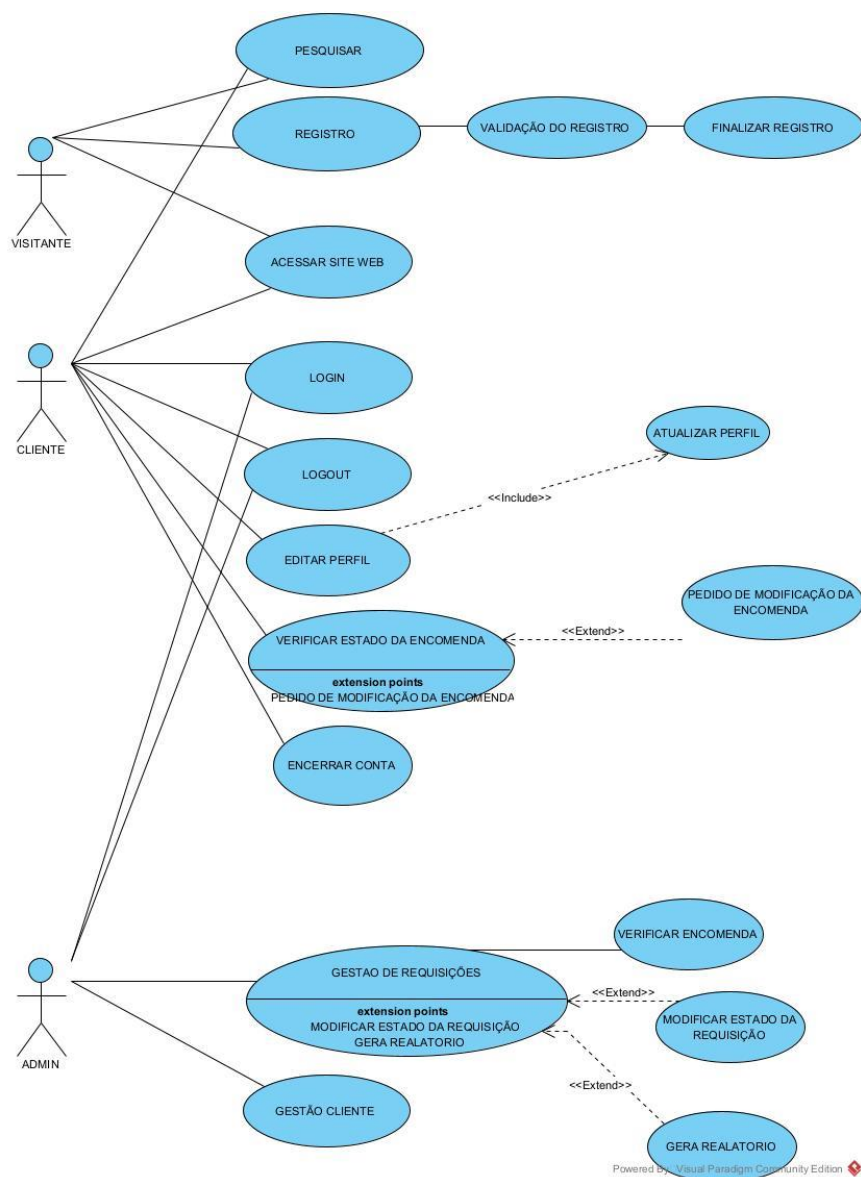 PESQUISAR
REGISTRO
VALIDAÇÃO DO REGISTRO
FINALIZAR REGISTRO
VISITANTE
ACESSAR SITE WEB
CLIENTE
LOGIN
ATUALIZAR PERFIL
LOGOUT
<<Include>>
EDITAR PERFIL
PEDIDO DE MODIFICAÇÃO DA
ENCOMENDA
<<Extend>>
VERIFICAR ESTADO DA ENCOMENDA
extension points
PEDIDO DE MODIFICAÇÃO DA ENCOMENDA
ENCERRAR CONTA
VERIFICAR ENCOMENDA
ADMIN
GESTAO DE REQUISIÇÕES
extension points
MODIFICAR ESTADO DA REQUISIÇÃO
GERA REALATORIO
<<Extend>>
MODIFICAR ESTADO DA
REQUISIÇÃO
<<Extend>>
GESTÃO CLIENTE
GERA REALATORIO
Powered By Visual Paradigm Community Edition